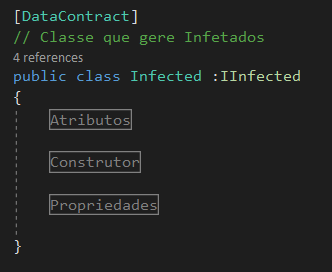 [DataContract]
// Classe que gere Infetados
4 references
public class Infected :IInfected
{
Atributos
Construtor
Propriedades
}